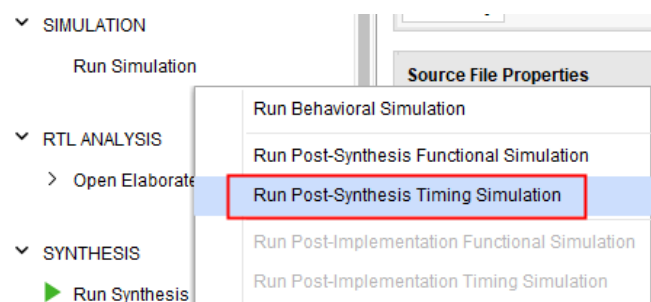 SIMULATION
Run Simulation
Source File Properties
Run Behavioral Simulation
RTL ANALYSIS
Run Post-Synthesis Functional Simulation
Open Elaborate
Run Post-Synthesis Timing Simulation
SYNTHESIS
Run Post-Implementation Functional Simulation
Run Synthesis
Run Post-Implementation Timing Simulation